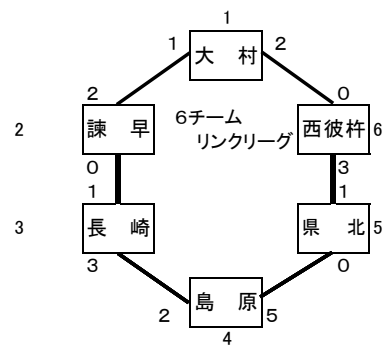 1
1 大 村 2
2 0
2 諫 早 6チーム 西彼杵 6
リンクリーグ
0 3
1 1
3 長 崎 県 北 5
3 0
2 島 原 5
4